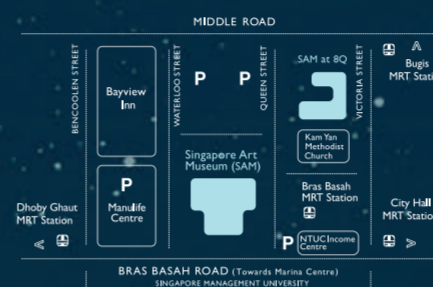 MIDDLE ROAD
BENCOOLEN STREET
Bayview
Inn
WATERLOO STREET
P
P
QUEEN STREET
SAM at 8Q
VICTORIA STREET
Bugis
MRT Stati
Kam Yan
Methodist
Church
Singapore Art
Museum (SAM)
Dhoby Ghaut
MRT Station
P
Manulife
Centre
Bras Basah
MRT Station
City Hall
MRT Statio
P
NTUC Income
Centre
BRAS BASAH ROAD (Towards Marina Centre)
SINGAPORE MANAGEMENT UNIVERSITY